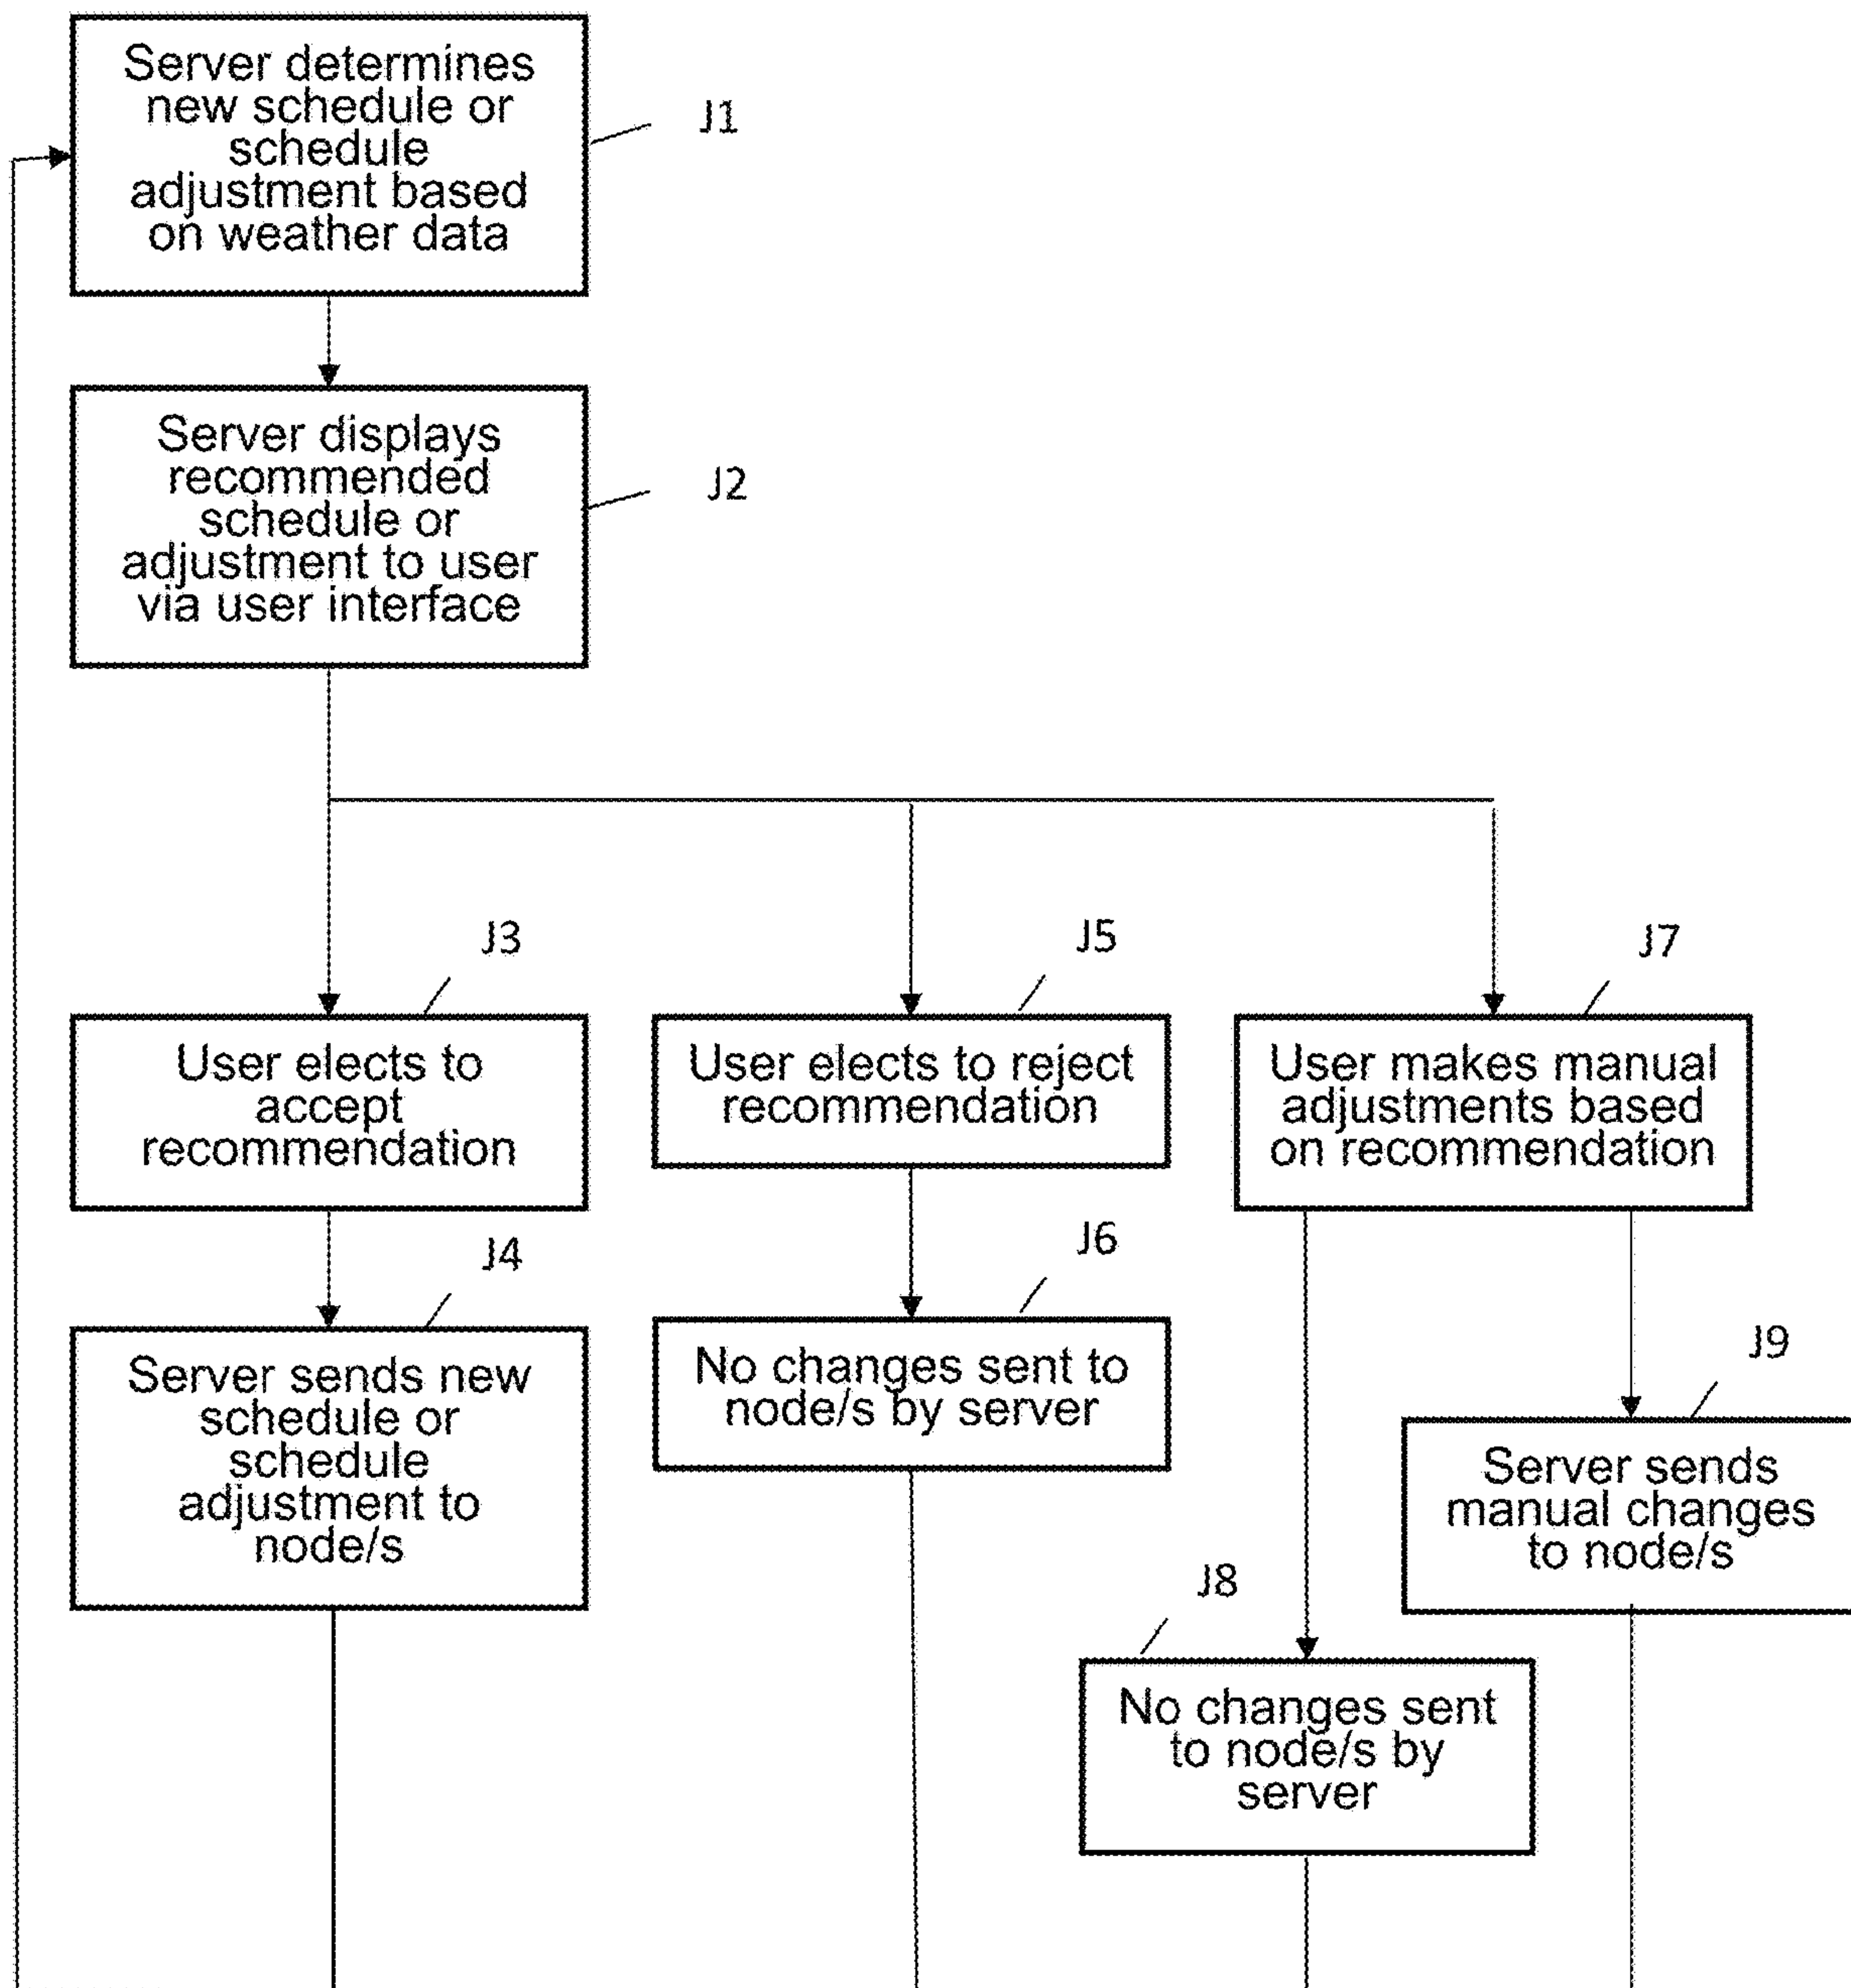 Server determines
new schedule or
schedule
adjustment based
on weather data
J1
Server displays
recommended
schedule or
adjustment to user
via user interface
J2
J3
User elects to
accept
recommendation
J5
User elects to reject
recommendation
J7
User makes manual
adjustments based
on recommendation
J4
Server sends new
schedule or
schedule
adjustment to
node/s
J6
No changes sent to
node/s by server
J9
Server sends
manual changes
to node/s
J8
No changes sent
to node/s by
server